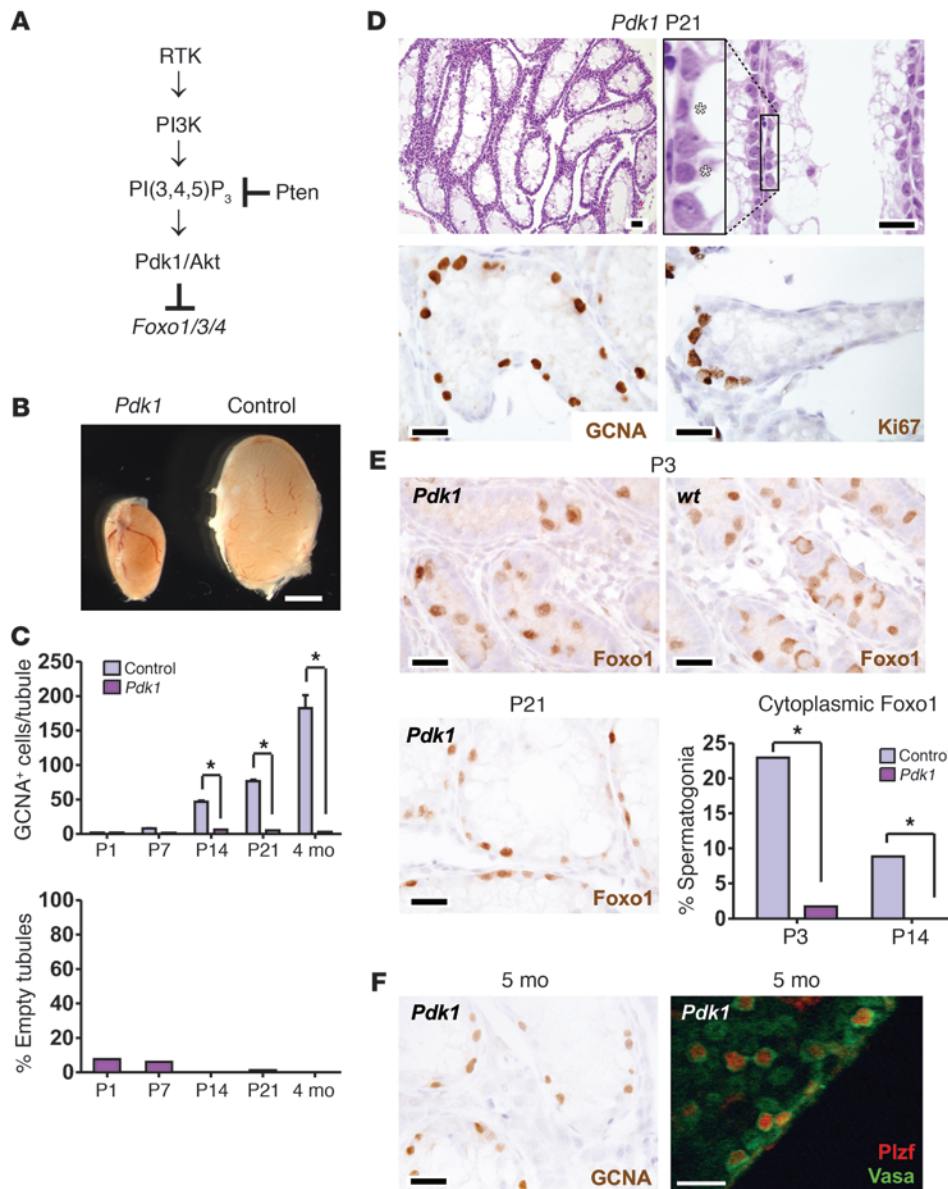 A
RTK
PI3K
PI(3,4,5)P3 Pten
Pdk1/Akt
Foxo1/3/4
B
Pdk1 Control
C
GCNA+ cells/tubule
250
200
150
100
50
0
Control
Pdk1
* * *
P1 P7 P14 P21 4 mo
% Empty tubules
100
80
60
40
20
0
P1 P7 P14 P21 4 mo
D
Pdk1 P21
*
*
GCNA
Ki67
E
P3
Pdk1
Foxo1
wt
Foxo1
P21
Pdk1
Foxo1
Cytoplasmic Foxo1
% Spermatogonia
25
20
15
10
5
0
Contro
Pdk1
* *
P3 P14
F
5 mo
Pdk1
GCNA
5 mo
Pdk1
Plzf
Vasa